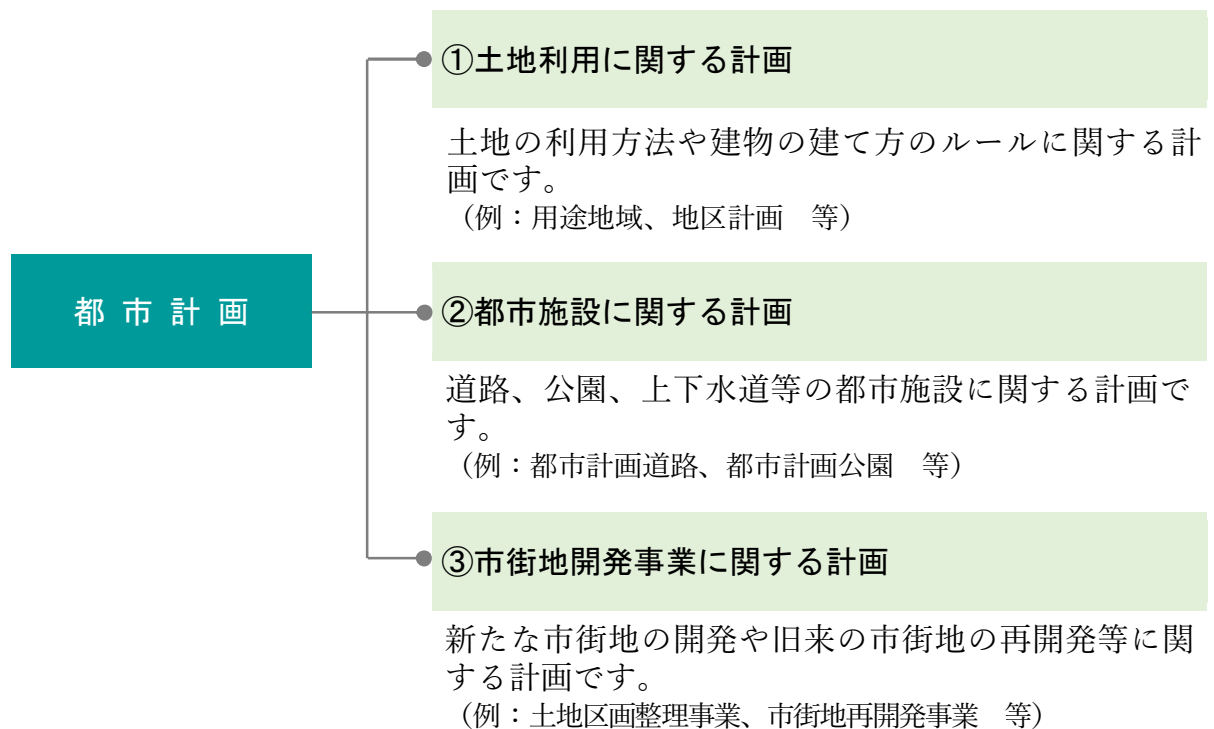 ①土地利用に関する計画
土地の利用方法や建物の建て方のルールに関する計
画です。
（例：用途地域、地区計画　等）
都市計画
②都市施設に関する計画
道路、公園、上下水道等の都市施設に関する計画で
す。
（例：都市計画道路、都市計画公園　等）
③市街地開発事業に関する計画
新たな市街地の開発や旧来の市街地の再開発等に関
する計画です。
（例：土地区画整理事業、市街地再開発事業　等）